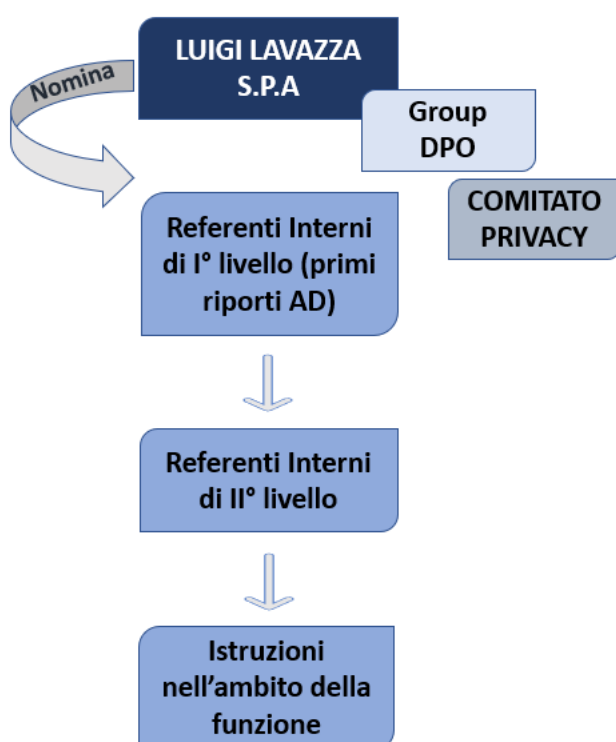 Nomina
LUIGI LAVAZZA
S.P.A
Group
DPO
COMITATO
PRIVACY
Referenti Interni
di I° livello (primi
riporti AD)
Referenti Interni
di II° livello
Istruzioni
nell’ambito della
funzione